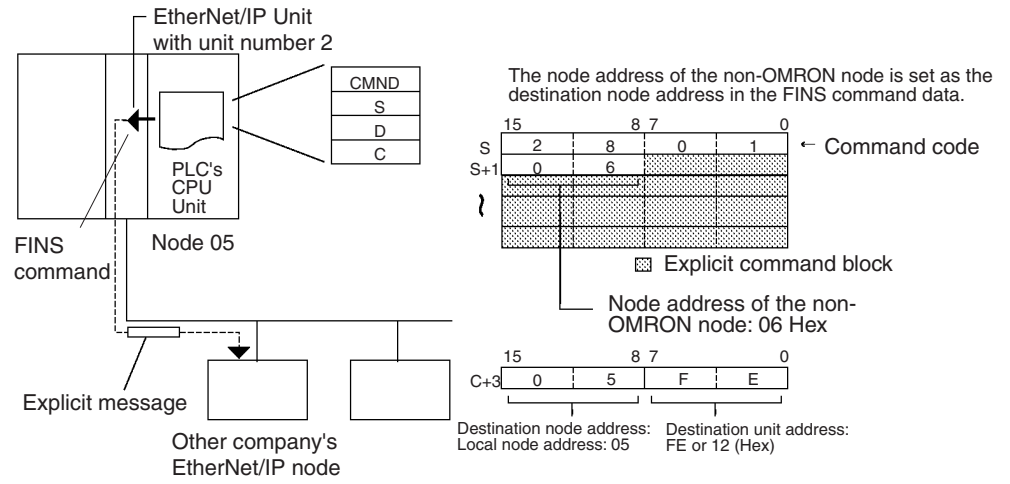 EtherNet/IP Unit
with unit number 2
CMND
S
D
C
PLC's
CPU
Unit
Node 05
FINS
command
Explicit message
Other company's
EtherNet/IP node
The node address of the non-OMRON node is set as the
destination node address in the FINS command data.
15 8 7 0
S 2 8 0 1 ← Command code
S+1 0 6
~
Explicit command block
Node address of the non-
OMRON node: 06 Hex
15 8 7 0
C+3 0 5 F E
Destination node address:
Local node address: 05
Destination unit address:
FE or 12 (Hex)